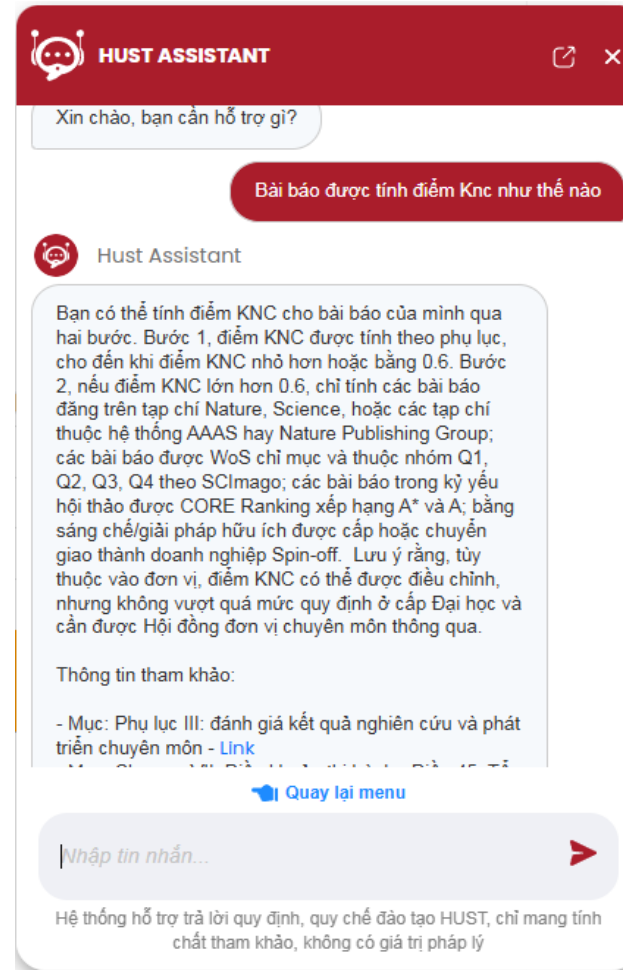 HUST ASSISTANT
Xin chào, bạn cần hỗ trợ gì?
Bài báo được tính điểm Knc như thế nào
Hust Assistant
Bạn có thể tính điểm KNC cho bài báo của mình qua
hai bước. Bước 1, điểm KNC được tính theo phụ lục,
cho đến khi điểm KNC nhỏ hơn hoặc bằng 0.6. Bước
2, nếu điểm KNC lớn hơn 0.6, chỉ tính các bài báo
đăng trên tạp chí Nature, Science, hoặc các tạp chí
thuộc hệ thống AAAS hay Nature Publishing Group;
các bài báo được WoS chỉ mục và thuộc nhóm Q1,
Q2, Q3, Q4 theo SCImago; các bài báo trong kỷ yếu
hội thảo được CORE Ranking xếp hạng A* và A; bằng
sáng chế/giải pháp hữu ích được cấp hoặc chuyển
giao thành doanh nghiệp Spin-off. Lưu ý rằng, tùy
thuộc vào đơn vị, điểm KNC có thể được điều chỉnh,
nhưng không vượt quá mức quy định ở cấp Đại học và
cần được Hội đồng đơn vị chuyên môn thông qua.
Thông tin tham khảo:
- Mục: Phụ lục III: đánh giá kết quả nghiên cứu và phát
triển chuyên môn - Link
Quay lại menu
Nhập tin nhắn...
Hệ thống hỗ trợ trả lời quy định, quy chế đào tạo HUST, chỉ mang tính
chất tham khảo, không có giá trị pháp lý